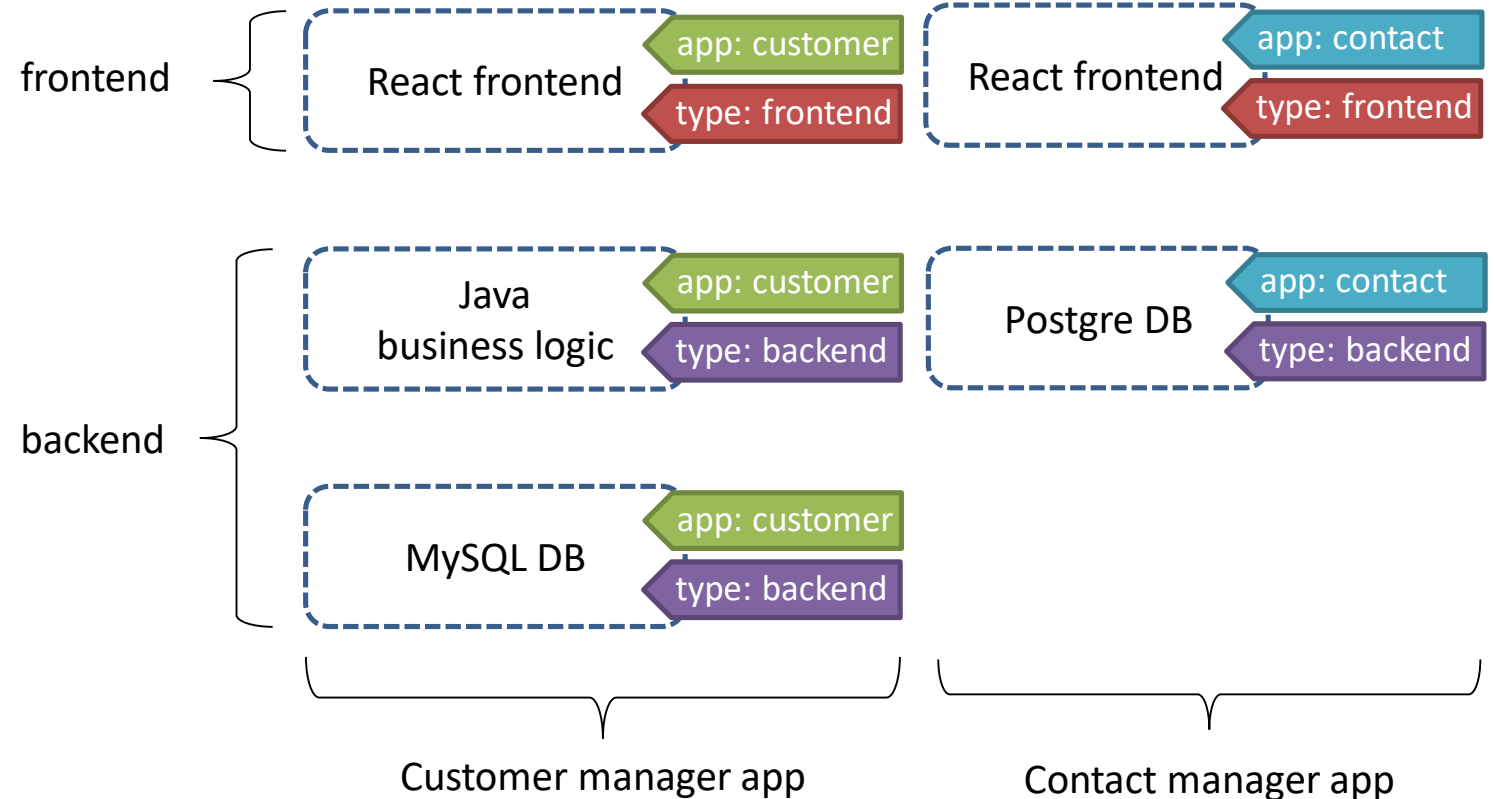 frontend
React frontend
app: customer
type: frontend
React frontend
app: contact
type: frontend
backend
Java
business logic
app: customer
type: backend
Postgre DB
app: contact
type: backend
MySQL DB
app: customer
type: backend
Customer manager app
Contact manager app